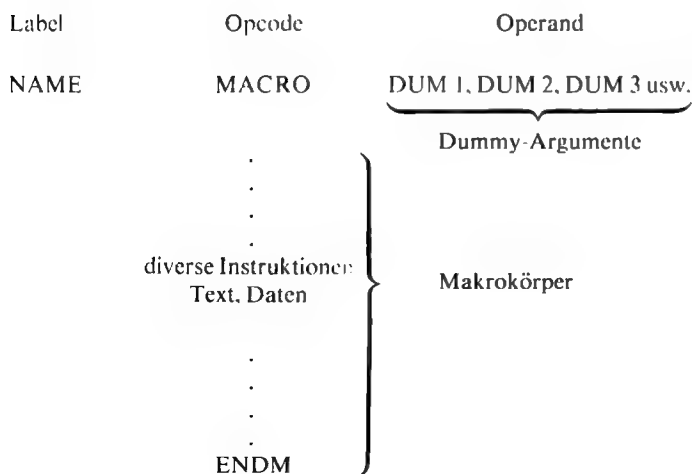 Label Opcode Operand
NAME MACRO DUM 1, DUM 2, DUM 3 usw.
Dummy-Argumente
.
.
.
.
diverse Instruktionen
Text, Daten
Makrokörper
.
.
.
.
ENDM